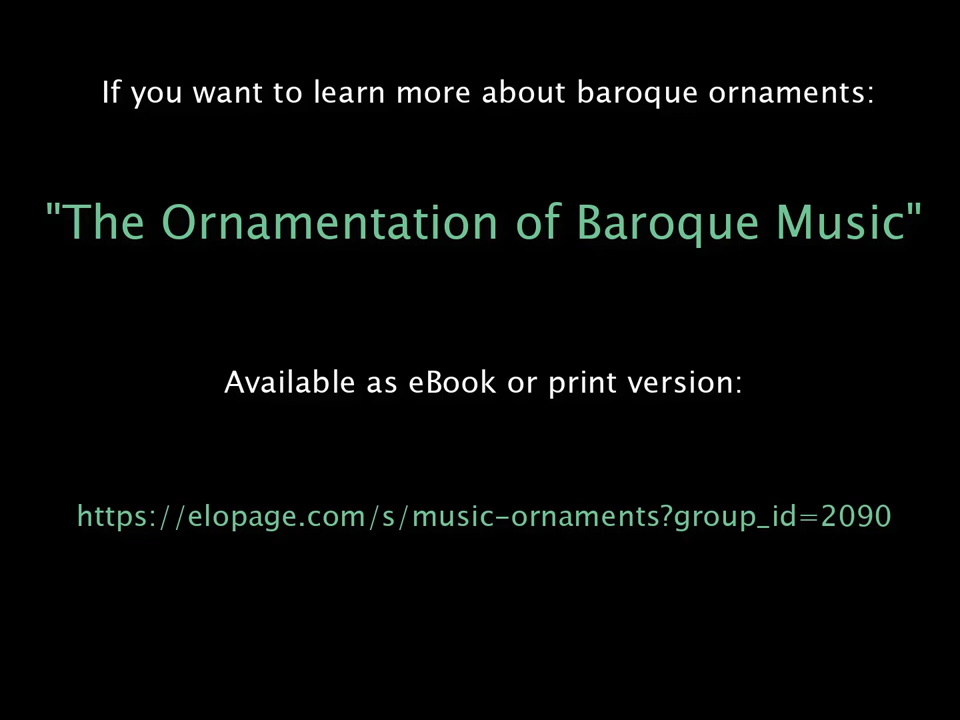 If you want to learn more about baroque ornaments:
"The Ornamentation of Baroque Music"
Available as eBook or print version:
https://elopage.com/s/music-ornaments?group_id=2090